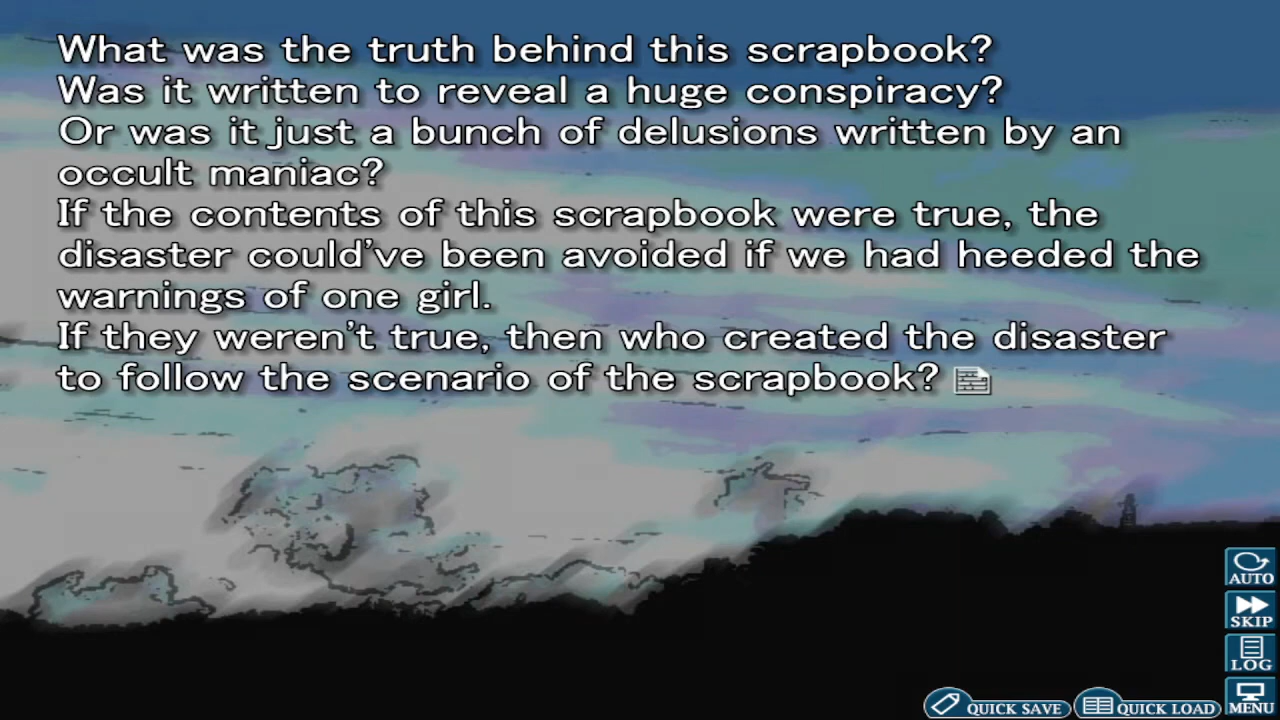 What was the truth behind this scrapbook?
Was it written to reveal a huge conspiracy?
Or was it just a bunch of delusions written by an
occult maniac?
If the contents of this scrapbook were true, the
disaster could've been avoided if we had heeded the
warnings of one girl.
If they weren't true, then who created the disaster
to follow the scenario of the scrapbook?
AUTO
SKIP
LOG
MENU
QUICK SAVE
QUICK LOAD